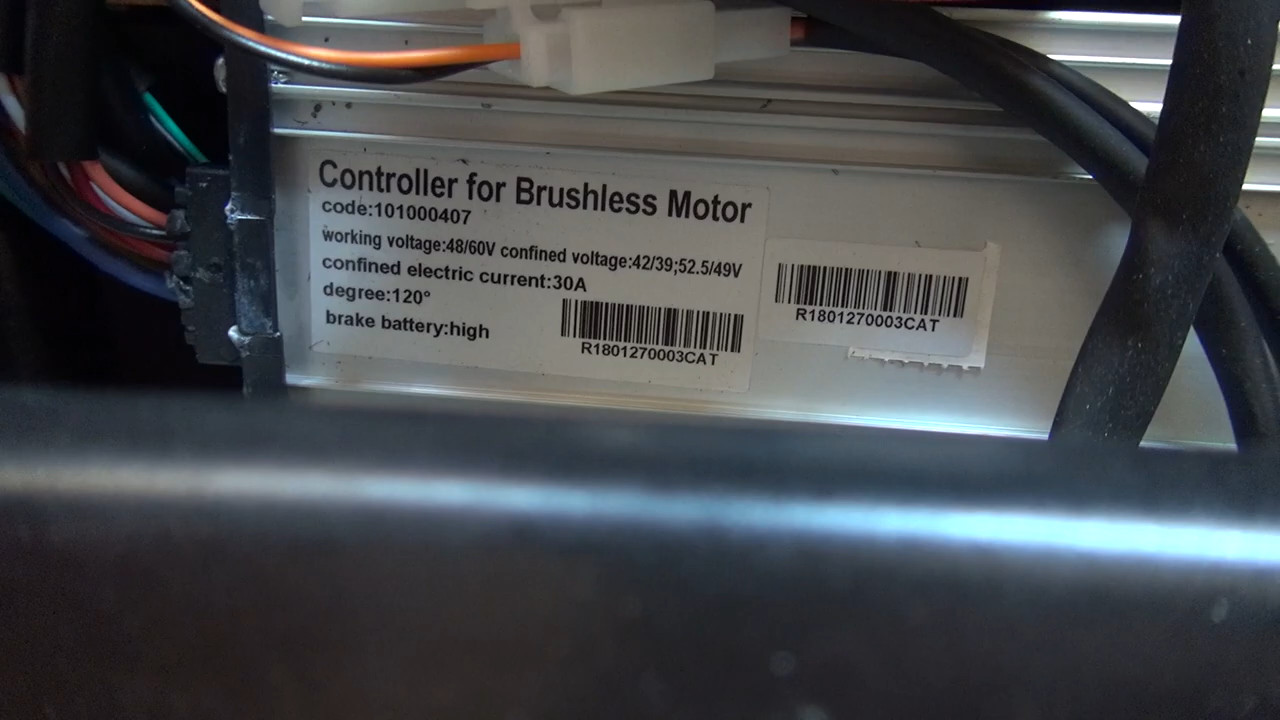 Controller for Brushless Motor
code:101000407
working voltage:48/60V confined voltage:42/39;52.5/49V
confined electric current:30A
degree:120°
brake battery:high
R1801270003CAT
R1801270003CAT